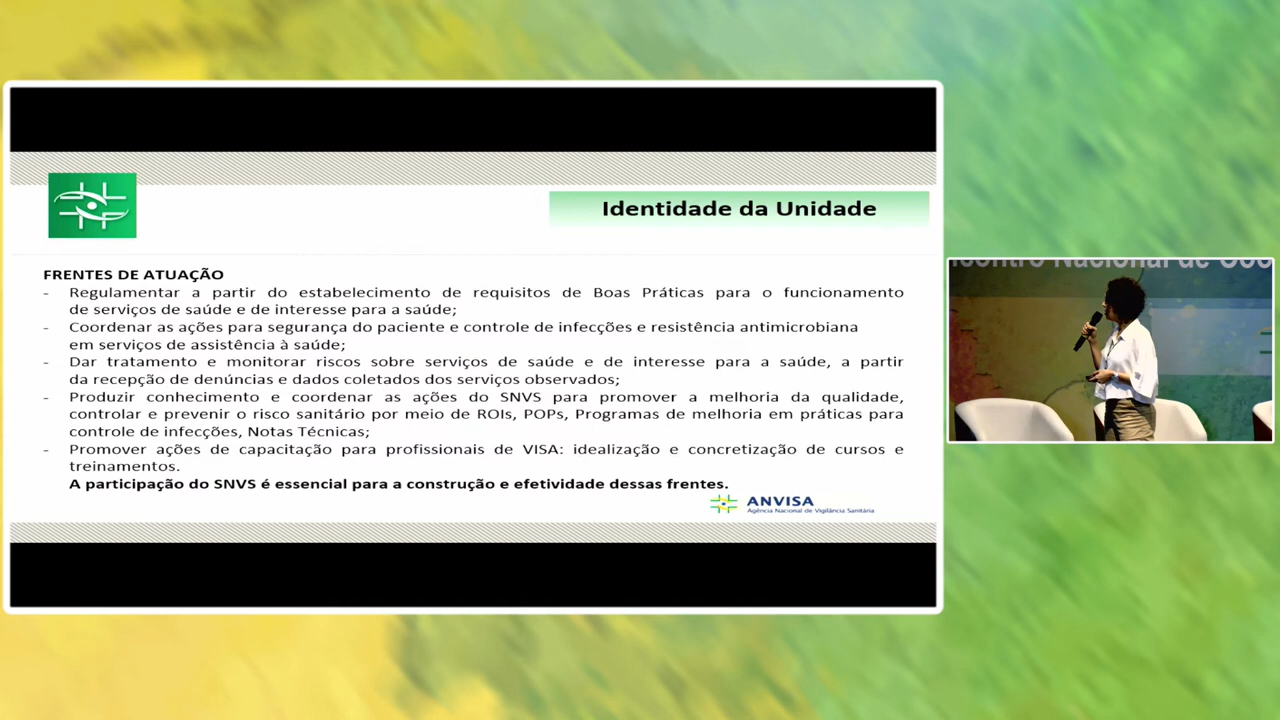 Identidade da Unidade
FRENTES DE ATUAÇÃO
- Regulamentar a partir do estabelecimento de requisitos de Boas Práticas para o funcionamento
de serviços de saúde e de interesse para a saúde;
- Coordenar as ações para segurança do paciente e controle de infecções e resistência antimicrobiana
em serviços de assistência à saúde;
- Dar tratamento e monitorar riscos sobre serviços de saúde e de interesse para a saúde, a partir
da recepção de denúncias e dados coletados dos serviços observados;
- Produzir conhecimento e coordenar as ações do SNVS para promover a melhoria da qualidade,
controlar e prevenir o risco sanitário por meio de ROIs, POPs, Programas de melhoria em práticas para
controle de infecções, Notas Técnicas;
- Promover ações de capacitação para profissionais de VISA: idealização e concretização de cursos e
treinamentos.
A participação do SNVS é essencial para a construção e efetividade dessas frentes.
ANVISA
Agência Nacional de Vigilância Sanitária
Nacional de